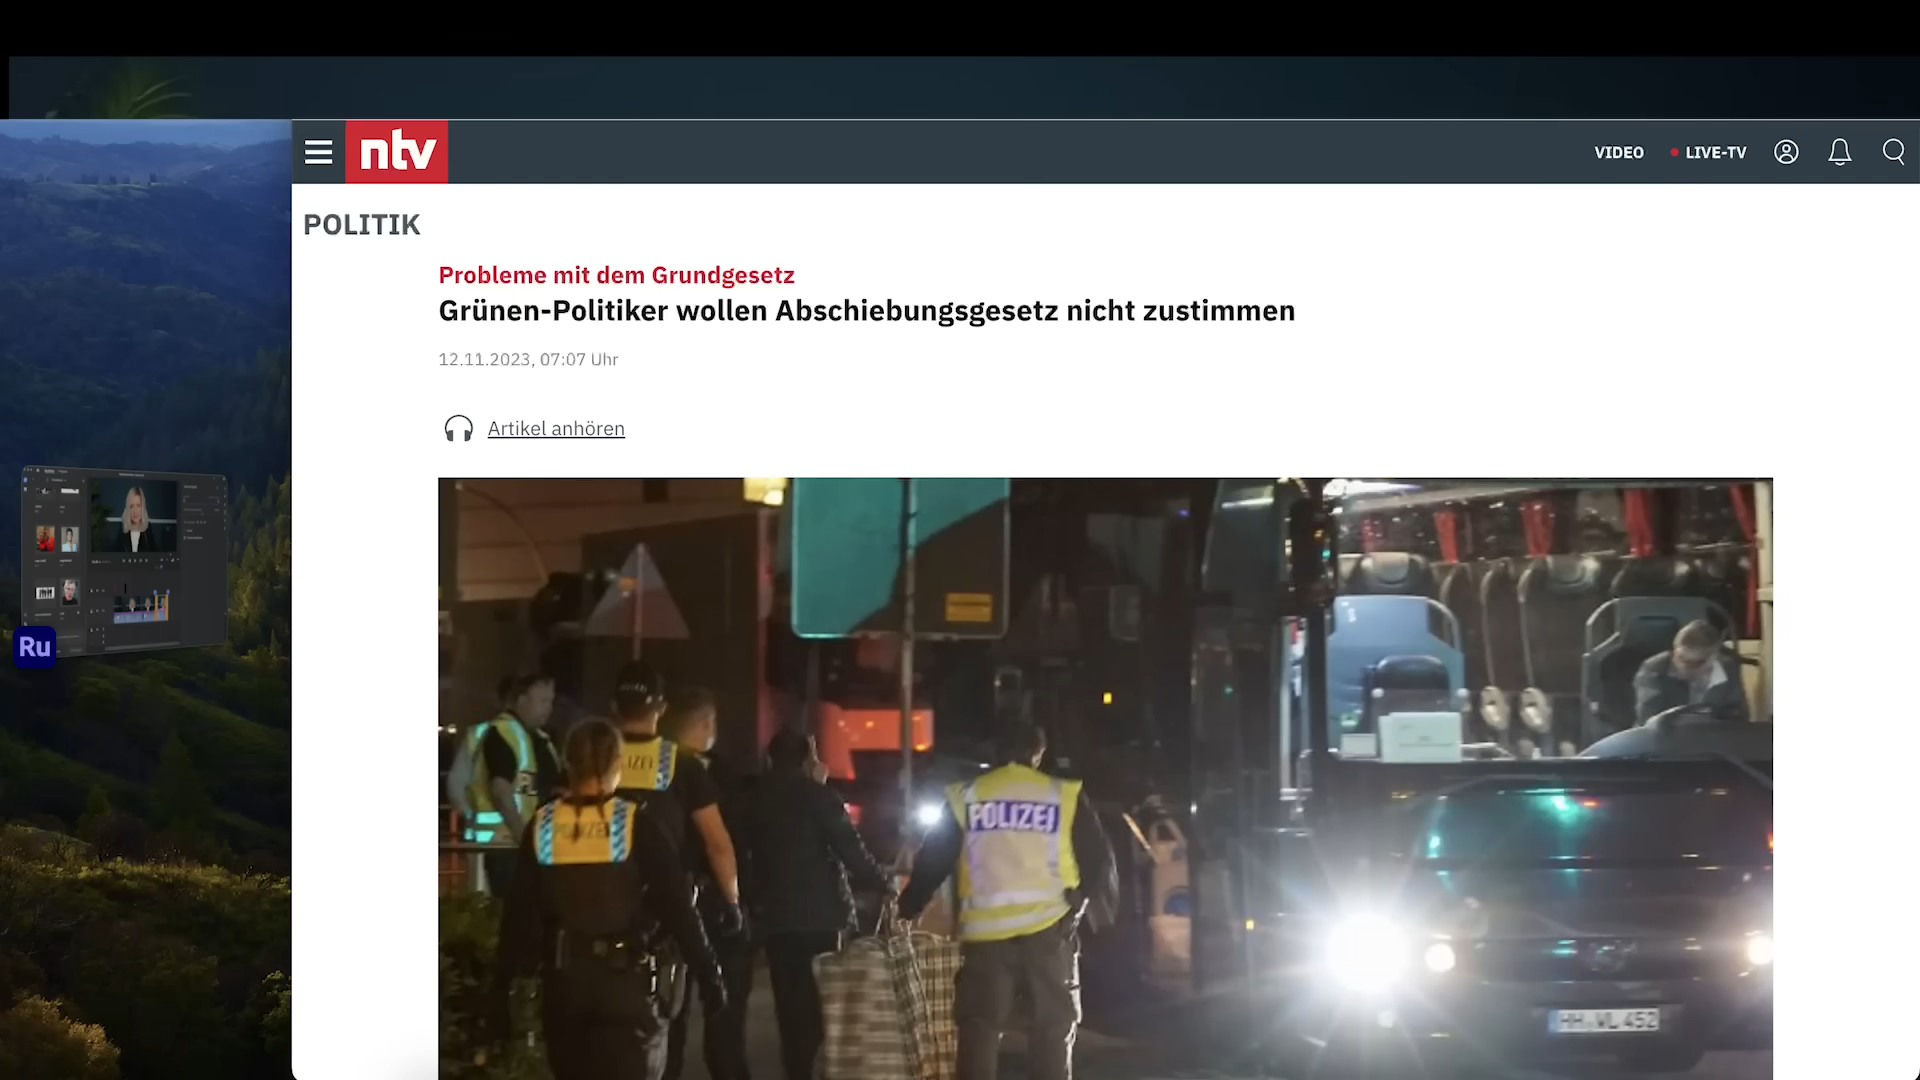 ntv
VIDEO
LIVE-TV
POLITIK
Probleme mit dem Grundgesetz
Grünen-Politiker wollen Abschiebungsgesetz nicht zustimmen
12.11.2023, 07:07 Uhr
Artikel anhören
Ru
POLIZEI
HH WL 452